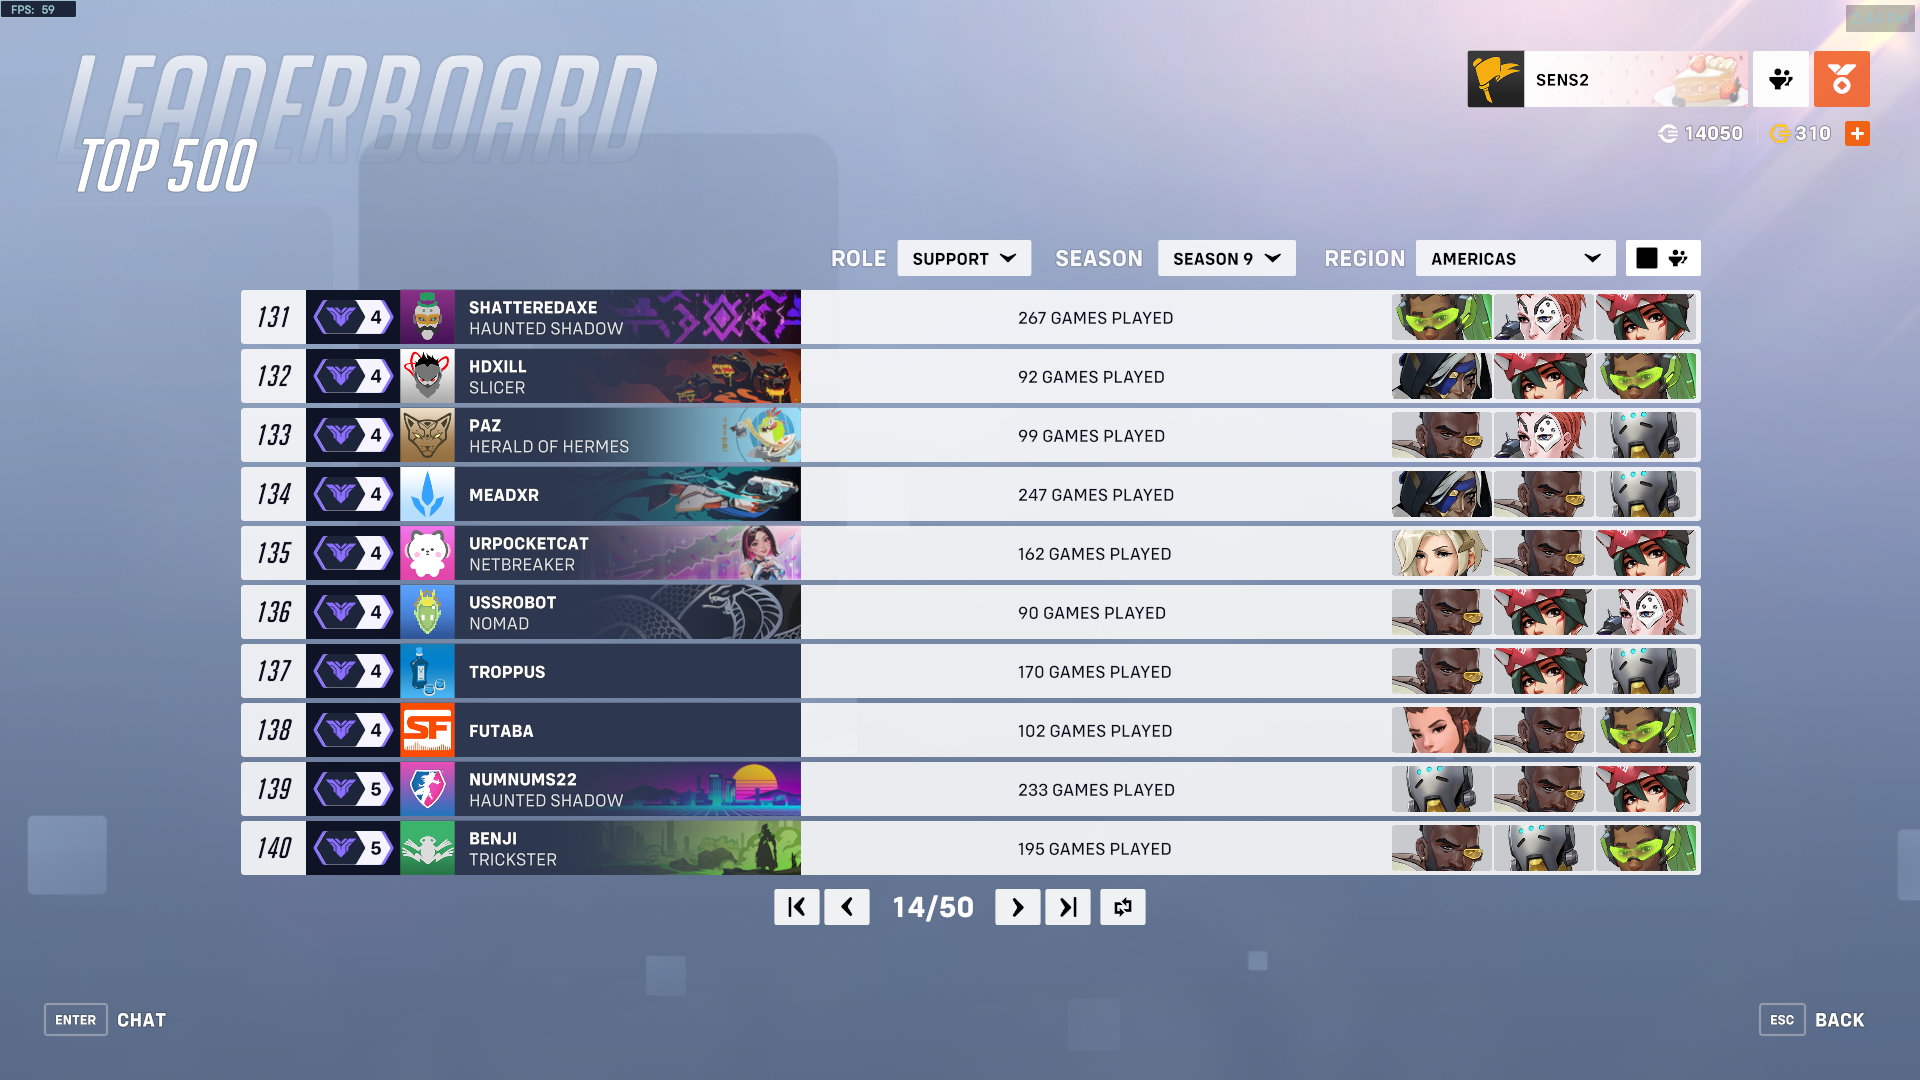 FPS: 59
LEADERBOARD
TOP 500
SENS2
14050
310
ROLE SUPPORT SEASON SEASON 9 REGION AMERICAS
131 4 SHATTEREDAXE 267 GAMES PLAYED
HAUNTED SHADOW
132 4 HDXILL 92 GAMES PLAYED
SLICER
133 4 PAZ 99 GAMES PLAYED
HERALD OF HERMES
134 4 MEADXR 247 GAMES PLAYED
135 4 URPOCKETCAT 162 GAMES PLAYED
NETBREAKER
136 4 USSROBOT 90 GAMES PLAYED
NOMAD
137 4 TROPPUS 170 GAMES PLAYED
138 4 SF FUTABA 102 GAMES PLAYED
139 5 NUMNUMS22 233 GAMES PLAYED
HAUNTED SHADOW
140 5 BENJI 195 GAMES PLAYED
TRICKSTER
14/50
ENTER CHAT
ESC BACK